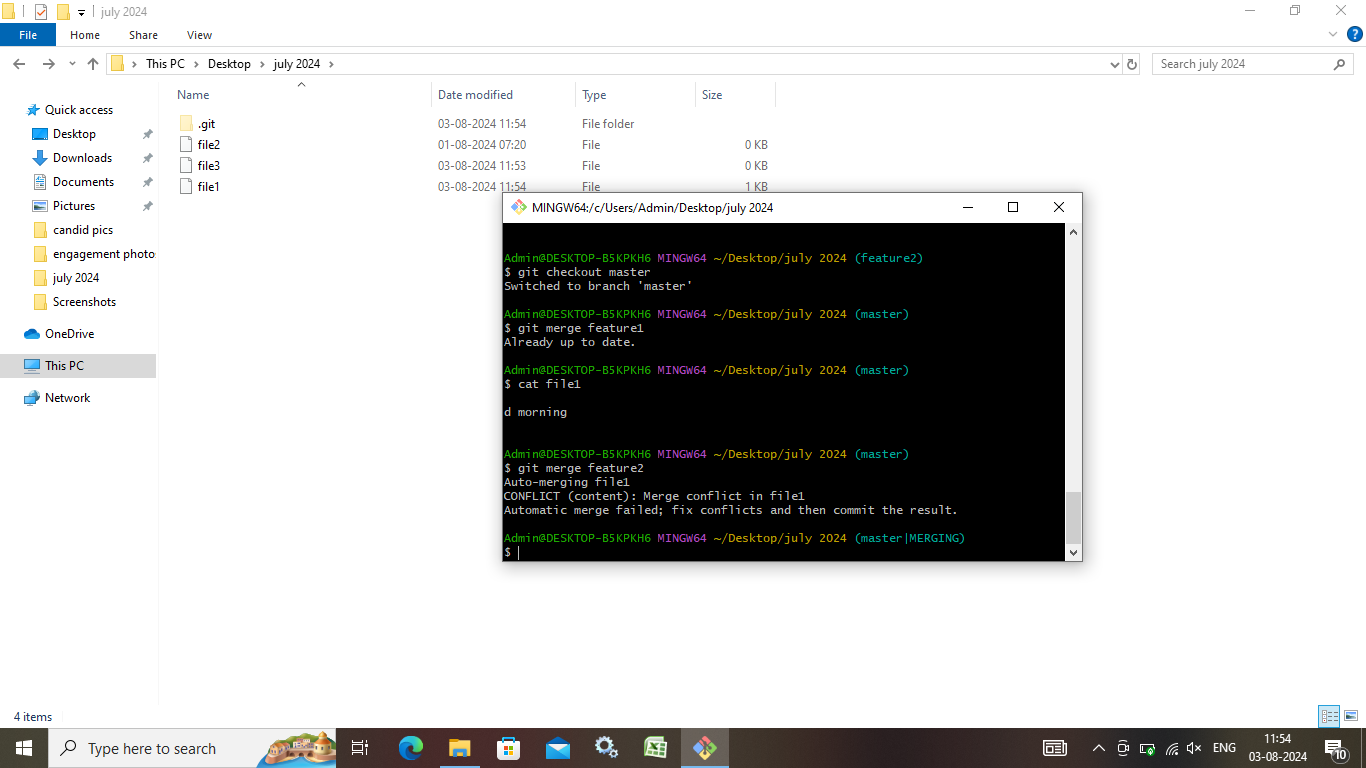 july 2024
File Home Share View
This PC Desktop july 2024
Search july 2024
Name Date modified Type Size
Quick access
Desktop
Downloads
Documents
Pictures
candid pics
engagement photos
july 2024
Screenshots
OneDrive
This PC
Network
.git 03-08-2024 11:54 File folder
file2 01-08-2024 07:20 File 0 KB
file3 03-08-2024 11:53 File 0 KB
file1 03-08-2024 11:54 File 1 KB
MINGW64:/c/Users/Admin/Desktop/july 2024
Admin@DESKTOP-B5KPKH6 MINGW64 ~/Desktop/july 2024 (feature2)
$ git checkout master
Switched to branch 'master'
Admin@DESKTOP-B5KPKH6 MINGW64 ~/Desktop/july 2024 (master)
$ git merge feature1
Already up to date.
Admin@DESKTOP-B5KPKH6 MINGW64 ~/Desktop/july 2024 (master)
$ cat file1
d morning
Admin@DESKTOP-B5KPKH6 MINGW64 ~/Desktop/july 2024 (master)
$ git merge feature2
Auto-merging file1
CONFLICT (content): Merge conflict in file1
Automatic merge failed; fix conflicts and then commit the result.
Admin@DESKTOP-B5KPKH6 MINGW64 ~/Desktop/july 2024 (master|MERGING)
$
4 items
Type here to search
ENG
11:54
03-08-2024
10